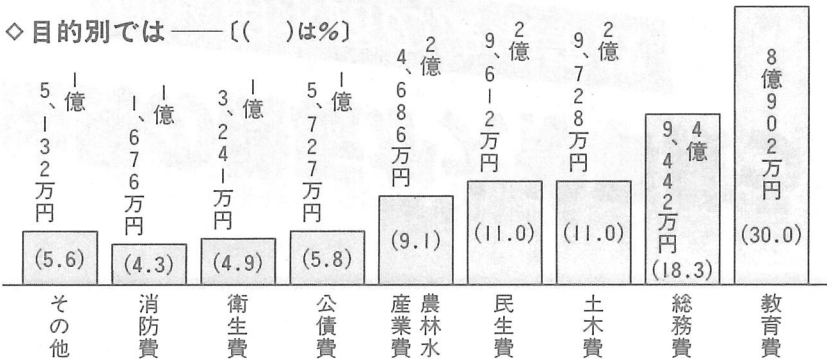 ◇目的別では――〔(　)は%〕
8億902万円
(30.0)
教育費
4億
9、442万円
(18.3)
総務費
2億
9、728万円
(11.0)
土木費
2億
9、612万円
(11.0)
民生費
2億
4、686万円
(9.1)
農林水
産業費
1億
5、727万円
(5.8)
公債費
1億
3、241万円
(4.9)
衛生費
1億
1、676万円
(4.3)
消防費
1億
5、132万円
(5.6)
その他